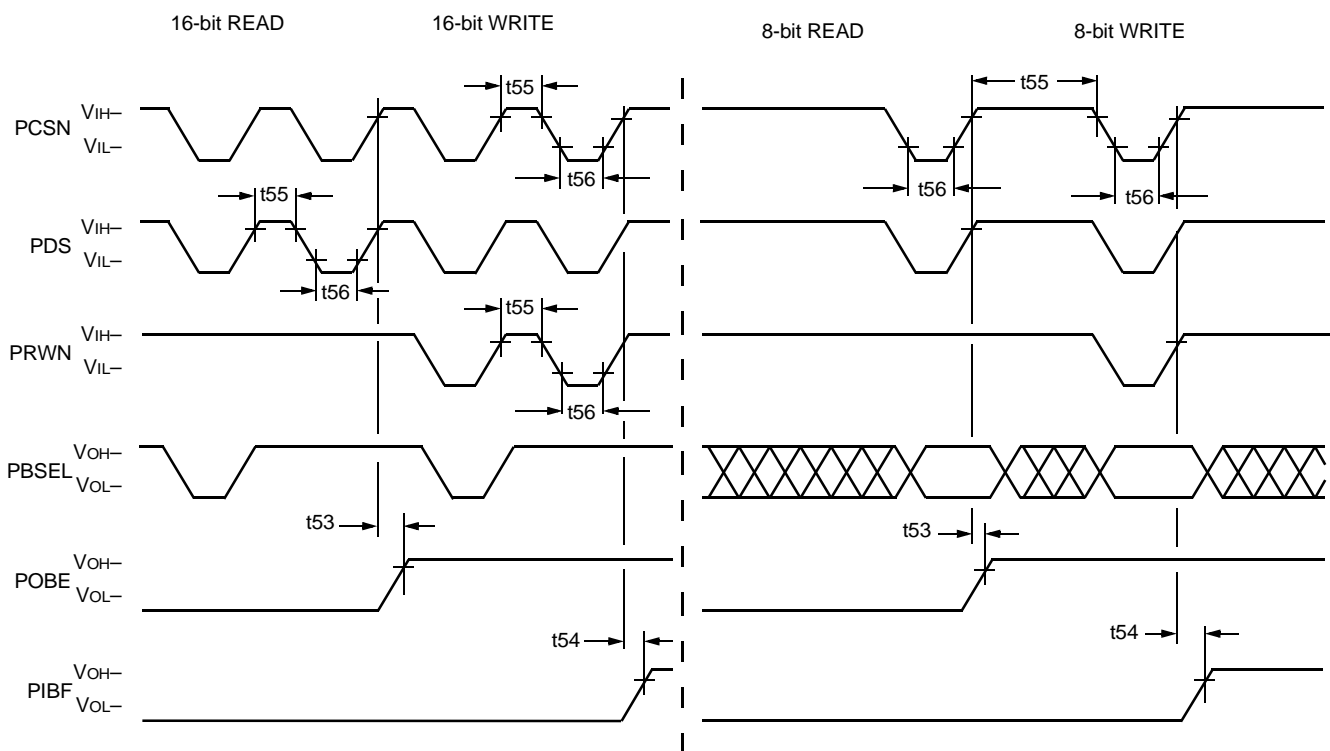 16-bit READ 16-bit WRITE 8-bit READ 8-bit WRITE
t55 t55
PCSN VIH–
VIL–
t56 t56 t56
t55
PDS VIH–
VIL–
t56
t55
PRWN VIH–
VIL–
t56
PBSEL VOH–
VOL–
t53 t53
POBE VOH–
VOL–
t54 t54
PIBF VOH–
VOL–